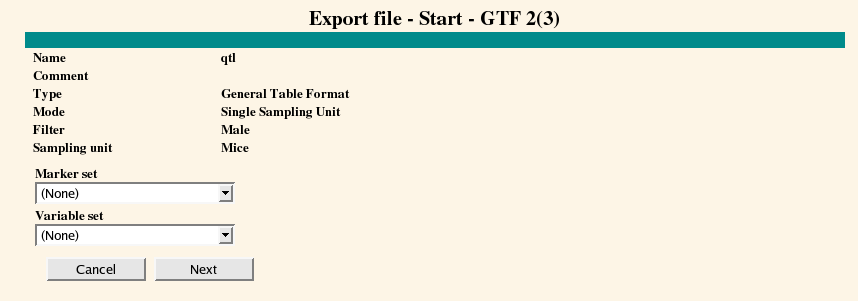 Export file - Start - GTF 2(3)
Name qtl
Comment
Type General Table Format
Mode Single Sampling Unit
Filter Male
Sampling unit Mice
Marker set
(None)
Variable set
(None)
Cancel Next